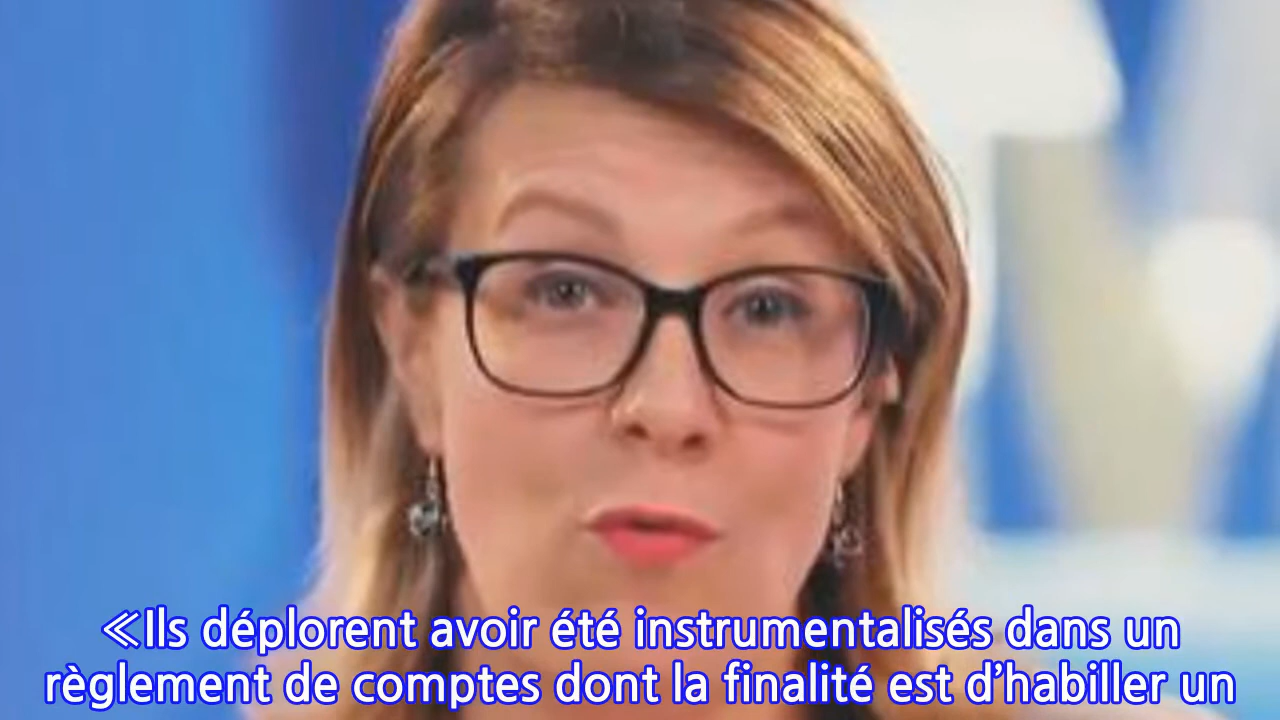 ≪Ils déplorent avoir été instrumentalisés dans un
règlement de comptes dont la finalité est d’habiller un